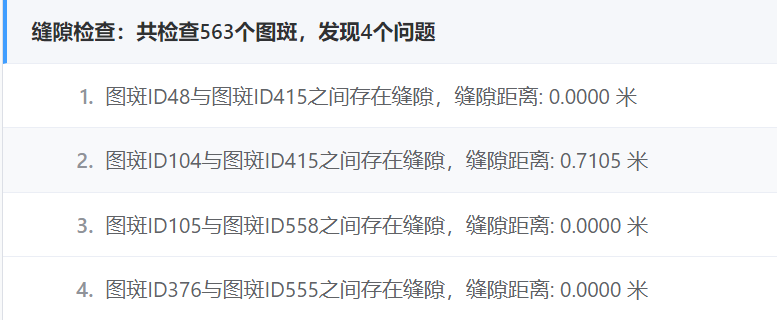 缝隙检查：共检查563个图斑，发现4个问题
1. 图斑ID48与图斑ID415之间存在缝隙，缝隙距离: 0.0000 米
2. 图斑ID104与图斑ID415之间存在缝隙，缝隙距离: 0.7105 米
3. 图斑ID105与图斑ID558之间存在缝隙，缝隙距离: 0.0000 米
4. 图斑ID376与图斑ID555之间存在缝隙，缝隙距离: 0.0000 米